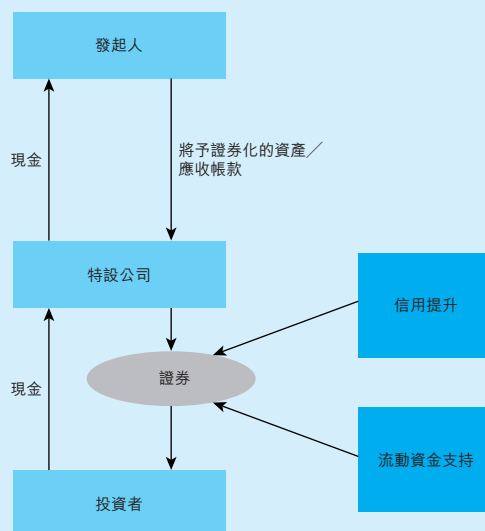 發起人
現金
將予證券化的資產／
應收帳款
特設公司
信用提升
證券
現金
流動資金支持
投資者